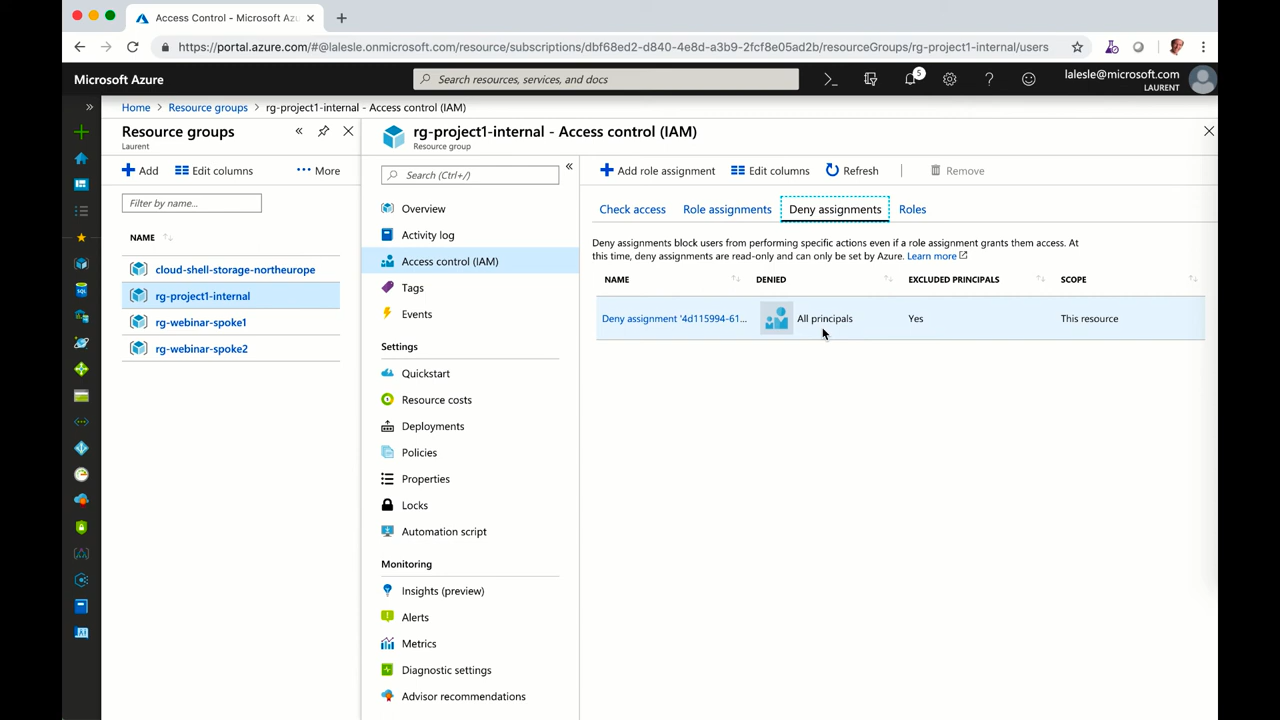 Access Control - Microsoft Az
https://portal.azure.com/#@lalesle.onmicrosoft.com/resource/subscriptions/dbf68ed2-d840-4e8d-a3b9-2fcf8e05ad2b/resourceGroups/rg-project1-internal/users
Microsoft Azure
Search resources, services, and docs
5
lalesle@microsoft.com
LAURENT
Home > Resource groups > rg-project1-internal - Access control (IAM)
Resource groups
Laurent
Add
Edit columns
More
Filter by name...
NAME
cloud-shell-storage-northeurope
rg-project1-internal
rg-webinar-spoke1
rg-webinar-spoke2
rg-project1-internal - Access control (IAM)
Resource group
Search (Ctrl+/)
Overview
Activity log
Access control (IAM)
Tags
Events
Settings
Quickstart
Resource costs
Deployments
Policies
Properties
Locks
Automation script
Monitoring
Insights (preview)
Alerts
Metrics
Diagnostic settings
Advisor recommendations
Add role assignment
Edit columns
Refresh
Remove
Check access
Role assignments
Deny assignments
Roles
Deny assignments block users from performing specific actions even if a role assignment grants them access. At
this time, deny assignments are read-only and can only be set by Azure. Learn more
NAME DENIED EXCLUDED PRINCIPALS SCOPE
Deny assignment '4d115994-61... All principals Yes This resource